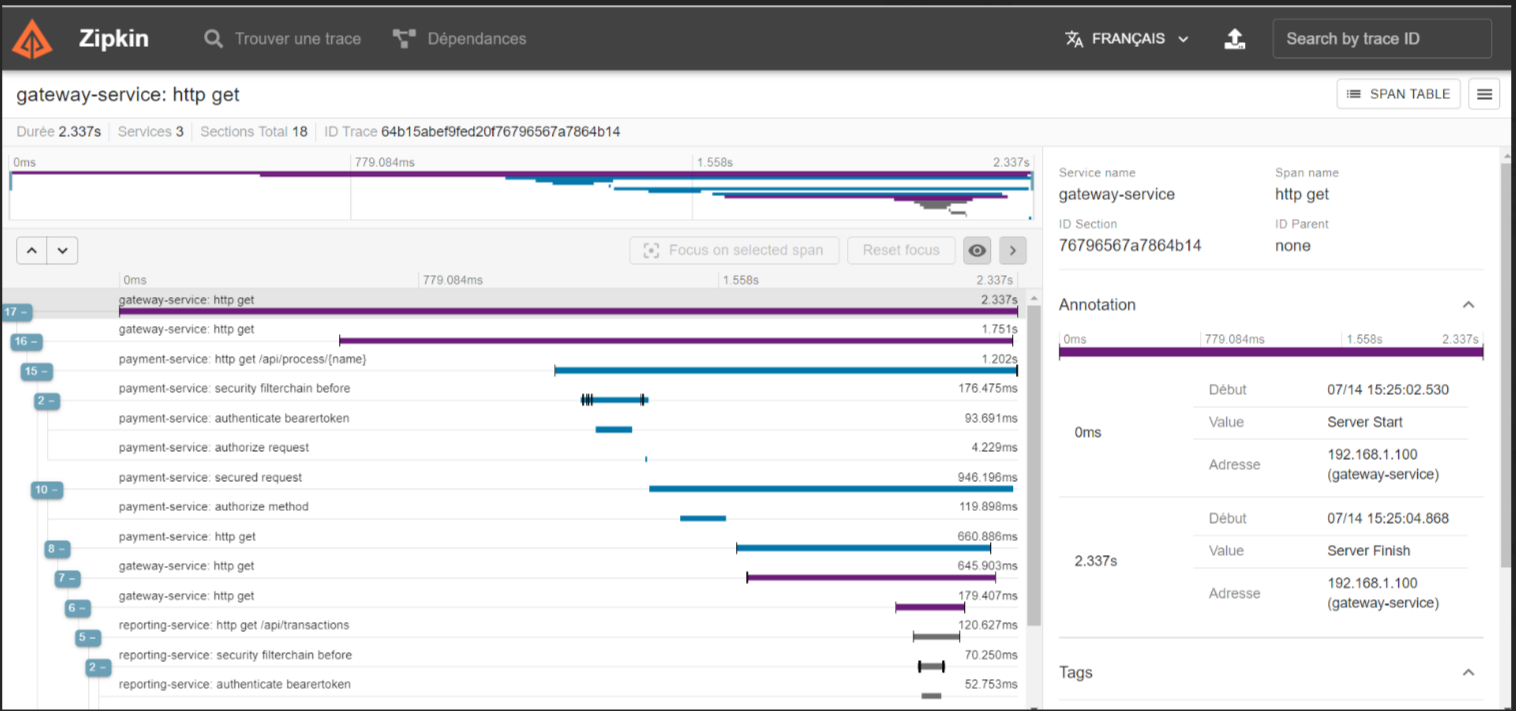 Zipkin
Trouver une trace
Dépendances
FRANÇAIS
Search by trace ID
gateway-service: http get
SPAN TABLE
Durée 2.337s Services 3 Sections Total 18 ID Trace 64b15abef9fed20f76796567a7864b14
0ms 779.084ms 1.558s 2.337s
Focus on selected span
Reset focus
0ms 779.084ms 1.558s 2.337s
gateway-service: http get 2.337s
17 −
gateway-service: http get 1.751s
16 −
payment-service: http get /api/process/{name} 1.202s
15 −
payment-service: security filterchain before 176.475ms
2 −
payment-service: authenticate bearertoken 93.691ms
payment-service: authorize request 4.229ms
payment-service: secured request 946.196ms
10 −
payment-service: authorize method 119.898ms
payment-service: http get 660.886ms
8 −
gateway-service: http get 645.903ms
7 −
gateway-service: http get 179.407ms
6 −
reporting-service: http get /api/transactions 120.627ms
5 −
reporting-service: security filterchain before 70.250ms
2 −
reporting-service: authenticate bearertoken 52.753ms
Service name Span name
gateway-service http get
ID Section ID Parent
76796567a7864b14 none
Annotation
0ms 779.084ms 1.558s 2.337s
0ms
Début 07/14 15:25:02.530
Value Server Start
Adresse 192.168.1.100
(gateway-service)
2.337s
Début 07/14 15:25:04.868
Value Server Finish
Adresse 192.168.1.100
(gateway-service)
Tags